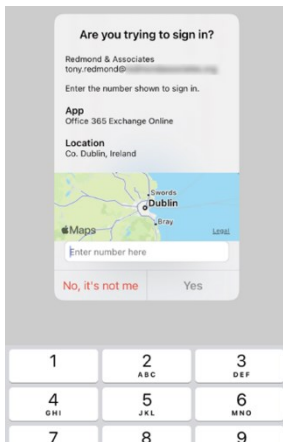 Are you trying to sign in?
Redmond & Associates
tony.redmond@
Enter the number shown to sign in.
App
Office 365 Exchange Online
Location
Co. Dublin, Ireland
Swords
Dublin
Bray
Maps
Legal
Enter number here
No, it's not me
Yes
1
2
3
ABC
DEF
4
5
6
GHI
JKL
MNO
7
8
9